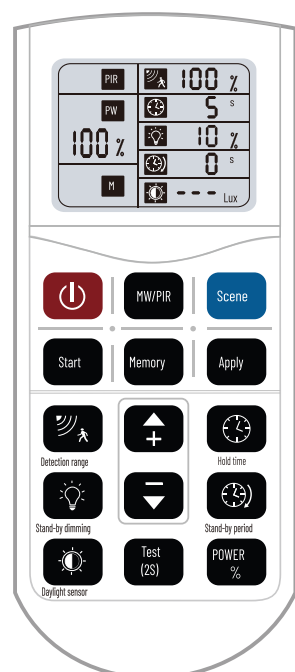 PIR 100 %
PW 5 s
100 % 10 %
0 s
M --- Lux
MW/PIR Scene
Start Memory Apply
+
Detection range Hold time
−
Stand-by dimming Stand-by period
Test
(2S)
POWER
%
Daylight sensor